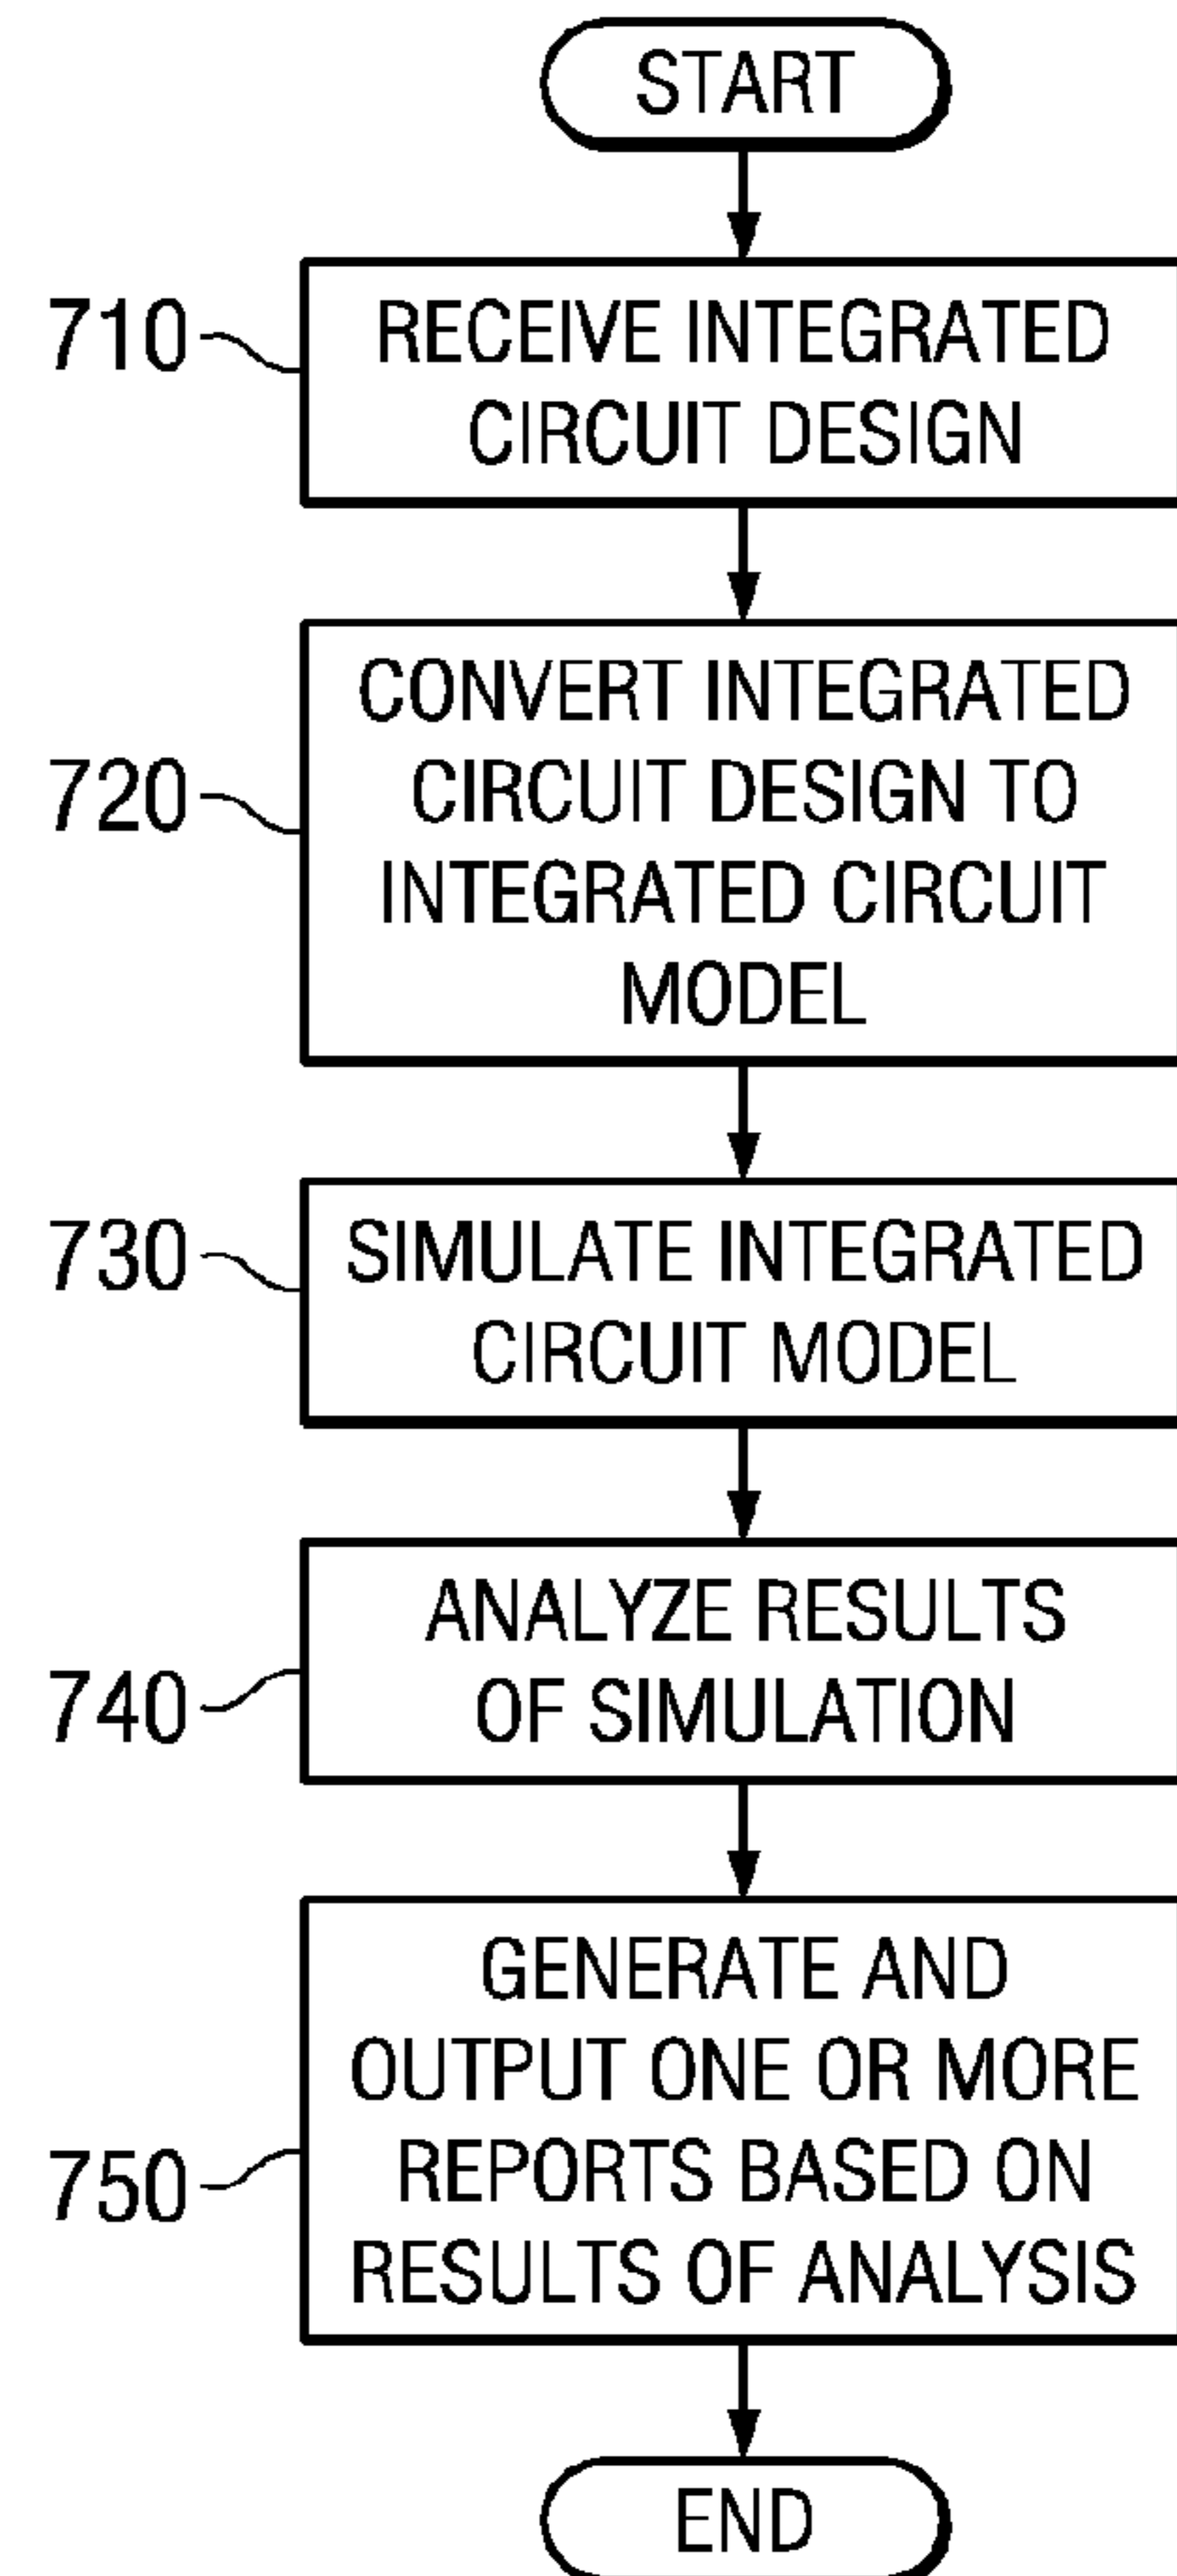 START
710
RECEIVE INTEGRATED
CIRCUIT DESIGN
720
CONVERT INTEGRATED
CIRCUIT DESIGN TO
INTEGRATED CIRCUIT
MODEL
730
SIMULATE INTEGRATED
CIRCUIT MODEL
740
ANALYZE RESULTS
OF SIMULATION
750
GENERATE AND
OUTPUT ONE OR MORE
REPORTS BASED ON
RESULTS OF ANALYSIS
END